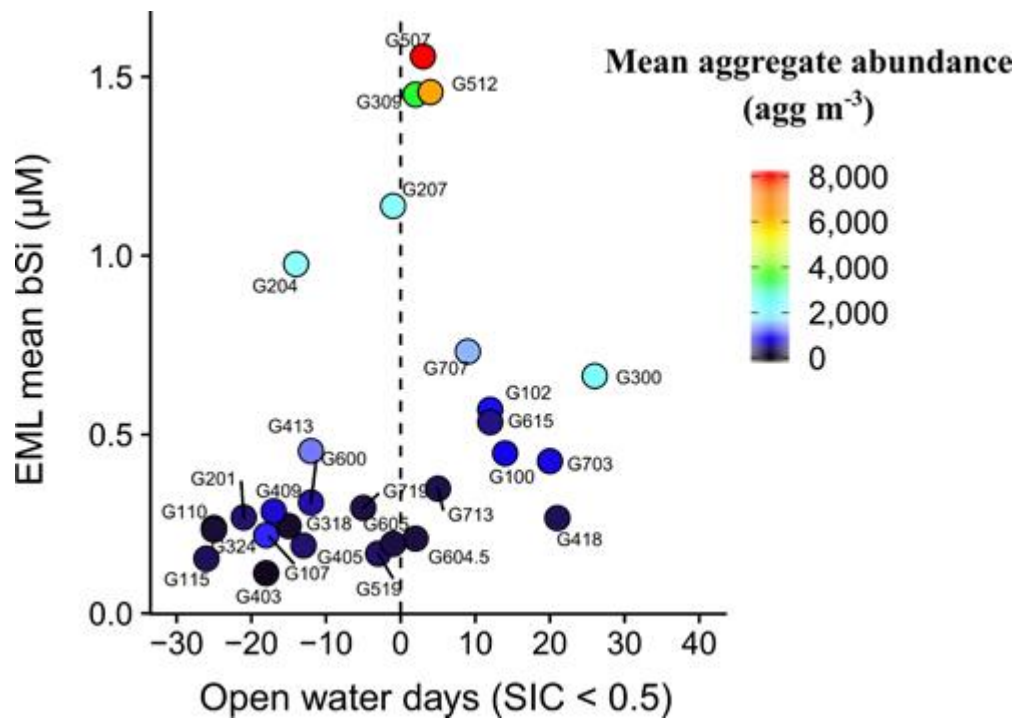 Mean aggregate abundance
(agg m-3)
8,000
6,000
4,000
2,000
0
EML mean bSi (µM)
1.5
1.0
0.5
0.0
G507
G512
G309
G207
G204
G707
G300
G102
G615
G413
G600
G100
G703
G201
G409
G719
G713
G110
G318
G605
G418
G324
G405
G604.5
G115
G107
G519
G403
−30 −20 −10 0 10 20 30 40
Open water days (SIC < 0.5)